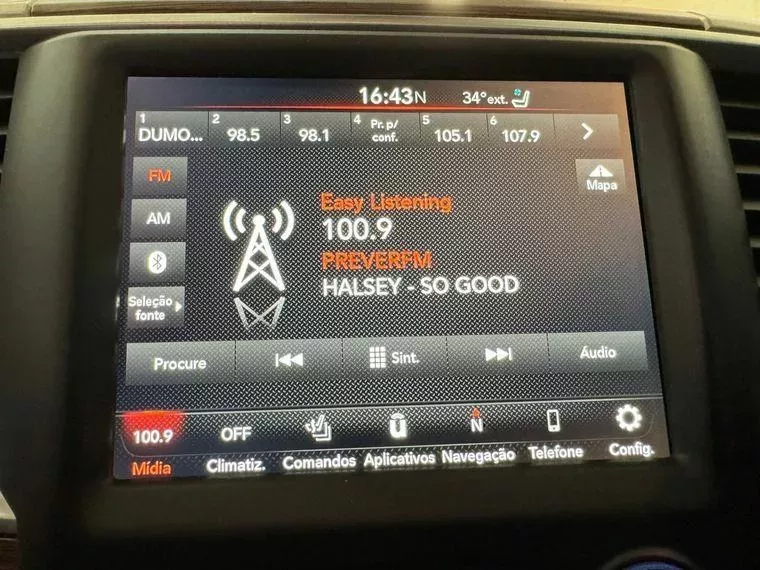 16:43N 34°ext.
1 DUMO... 2 98.5 3 98.1 4 Pr. p/ conf. 5 105.1 6 107.9
FM
Mapa
AM
Easy Listening
100.9
PREVERFM
HALSEY - SO GOOD
Seleção
fonte
Procure Sint. Áudio
100.9 OFF N
Mídia Climatiz. Comandos Aplicativos Navegação Telefone Config.